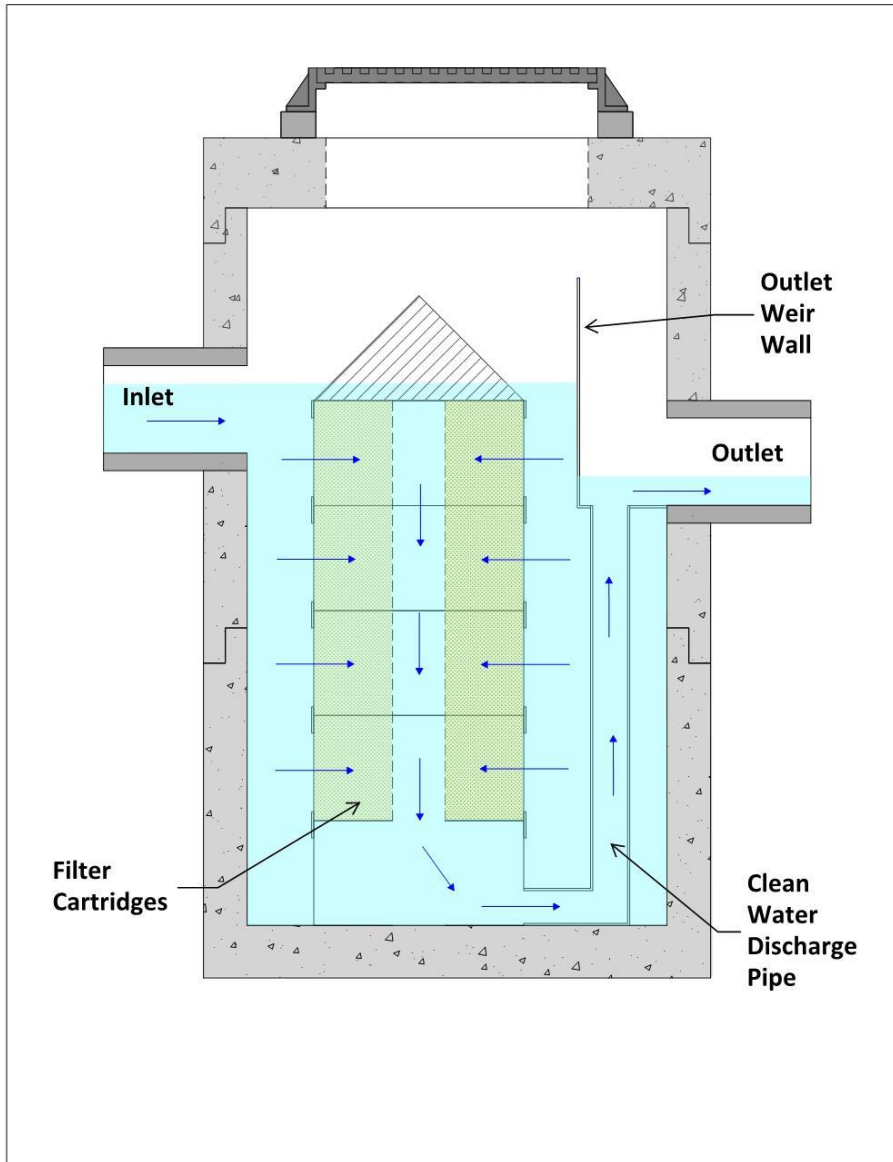 Outlet
Weir
Wall
Inlet
Outlet
Filter
Cartridges
Clean
Water
Discharge
Pipe